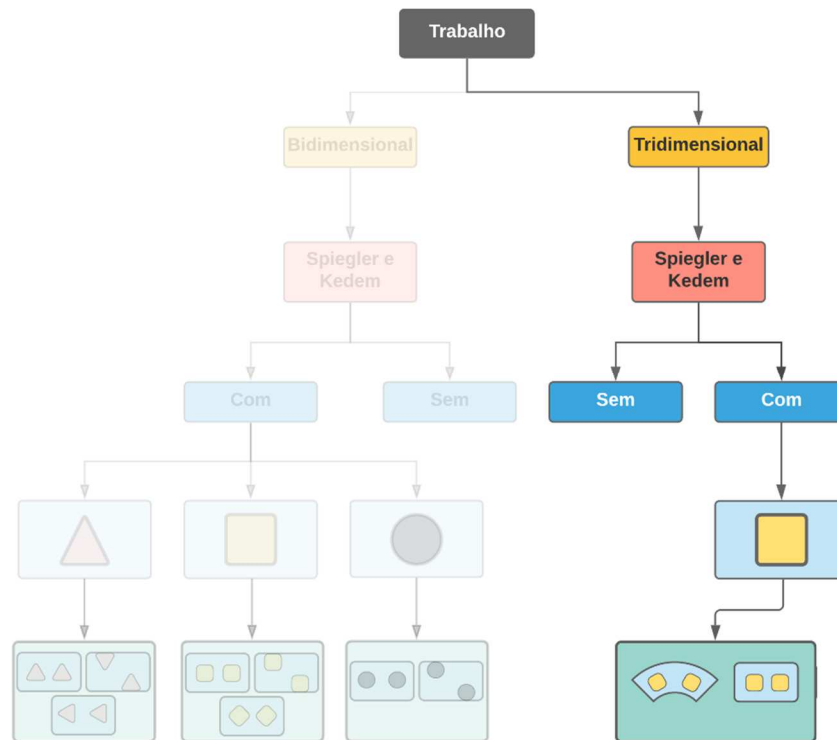 Trabalho
Bidimensional
Tridimensional
Spiegler e
Kedem
Spiegler e
Kedem
Com
Sem
Sem
Com